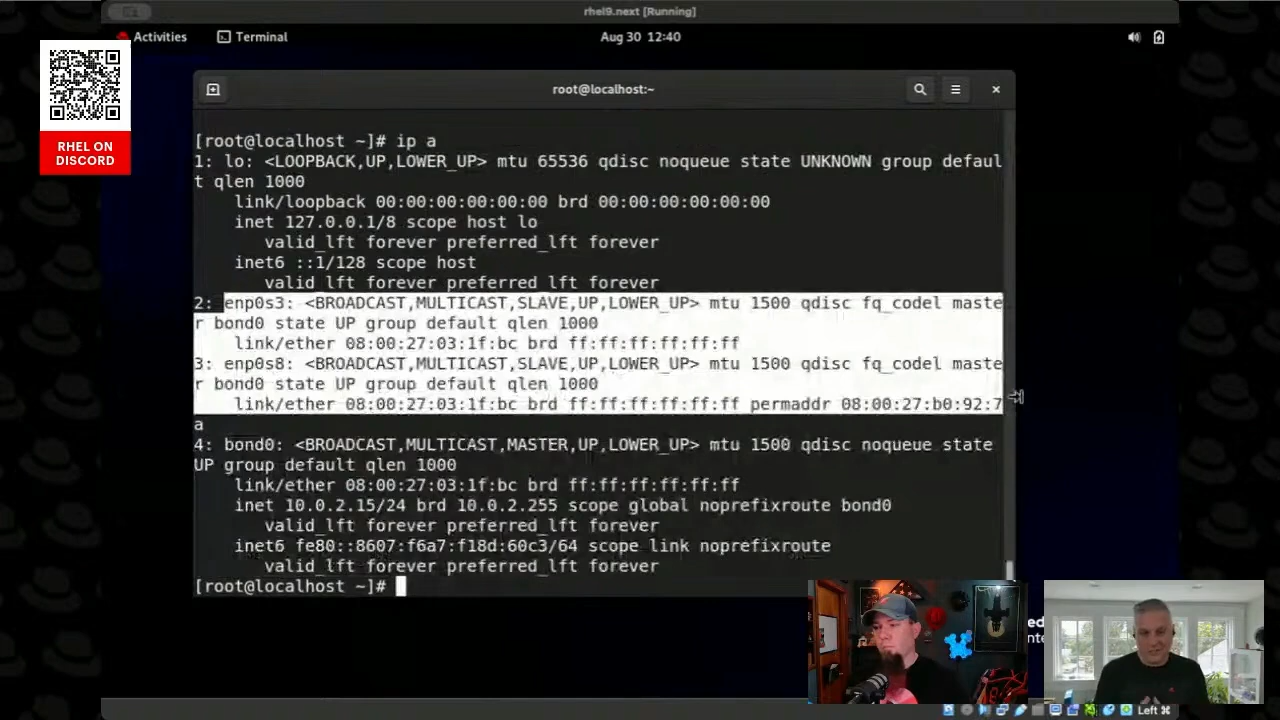 rhel9.next [Running]
Activities
Terminal
Aug 30 12:40
RHEL ON
DISCORD
root@localhost:~
[root@localhost ~]# ip a
1: lo: <LOOPBACK,UP,LOWER_UP> mtu 65536 qdisc noqueue state UNKNOWN group defaul
t qlen 1000
link/loopback 00:00:00:00:00:00 brd 00:00:00:00:00:00
inet 127.0.0.1/8 scope host lo
valid_lft forever preferred_lft forever
inet6 ::1/128 scope host
valid_lft forever preferred_lft forever
2: enp0s3: <BROADCAST,MULTICAST,SLAVE,UP,LOWER_UP> mtu 1500 qdisc fq_codel maste
r bond0 state UP group default qlen 1000
link/ether 08:00:27:03:1f:bc brd ff:ff:ff:ff:ff:ff
3: enp0s8: <BROADCAST,MULTICAST,SLAVE,UP,LOWER_UP> mtu 1500 qdisc fq_codel maste
r bond0 state UP group default qlen 1000
link/ether 08:00:27:03:1f:bc brd ff:ff:ff:ff:ff:ff permaddr 08:00:27:b0:92:7
a
4: bond0: <BROADCAST,MULTICAST,MASTER,UP,LOWER_UP> mtu 1500 qdisc noqueue state
UP group default qlen 1000
link/ether 08:00:27:03:1f:bc brd ff:ff:ff:ff:ff:ff
inet 10.0.2.15/24 brd 10.0.2.255 scope global noprefixroute bond0
valid_lft forever preferred_lft forever
inet6 fe80::8607:f6a7:f18d:60c3/64 scope link noprefixroute
valid_lft forever preferred_lft forever
[root@localhost ~]#
Left ⌘